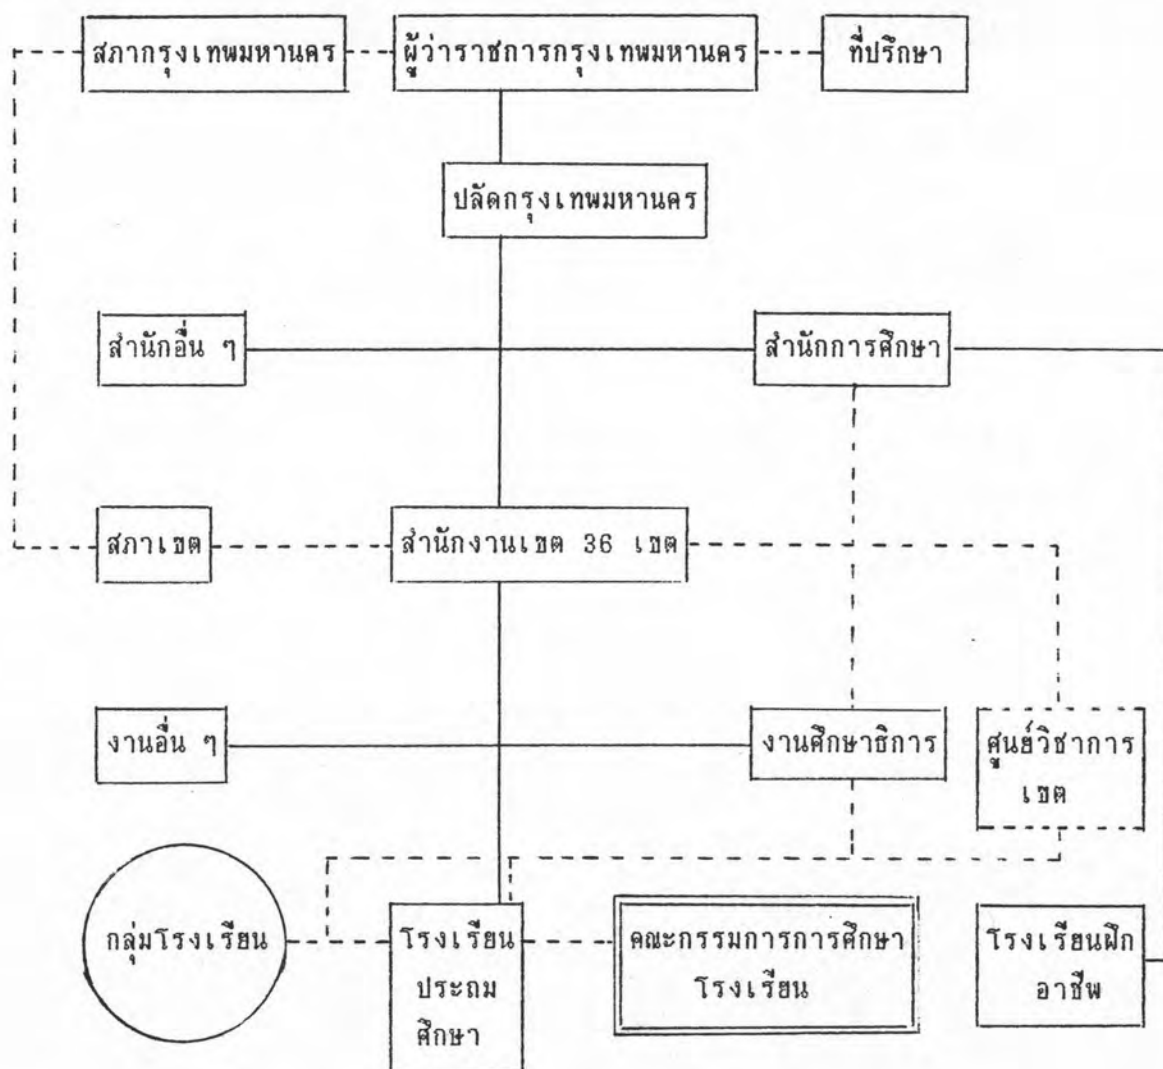 สภากรุงเทพมหานคร
ผู้ว่าราชการกรุงเทพมหานคร
ที่ปรึกษา
ปลัดกรุงเทพมหานคร
สำนักอื่น ๆ
สำนักการศึกษา
สภาเขต
สำนักงานเขต 36 เขต
งานอื่น ๆ
งานศึกษาธิการ
ศูนย์วิชาการ
เขต
กลุ่มโรงเรียน
โรงเรียน
ประถม
ศึกษา
คณะกรรมการการศึกษา
โรงเรียน
โรงเรียนฝึก
อาชีพ